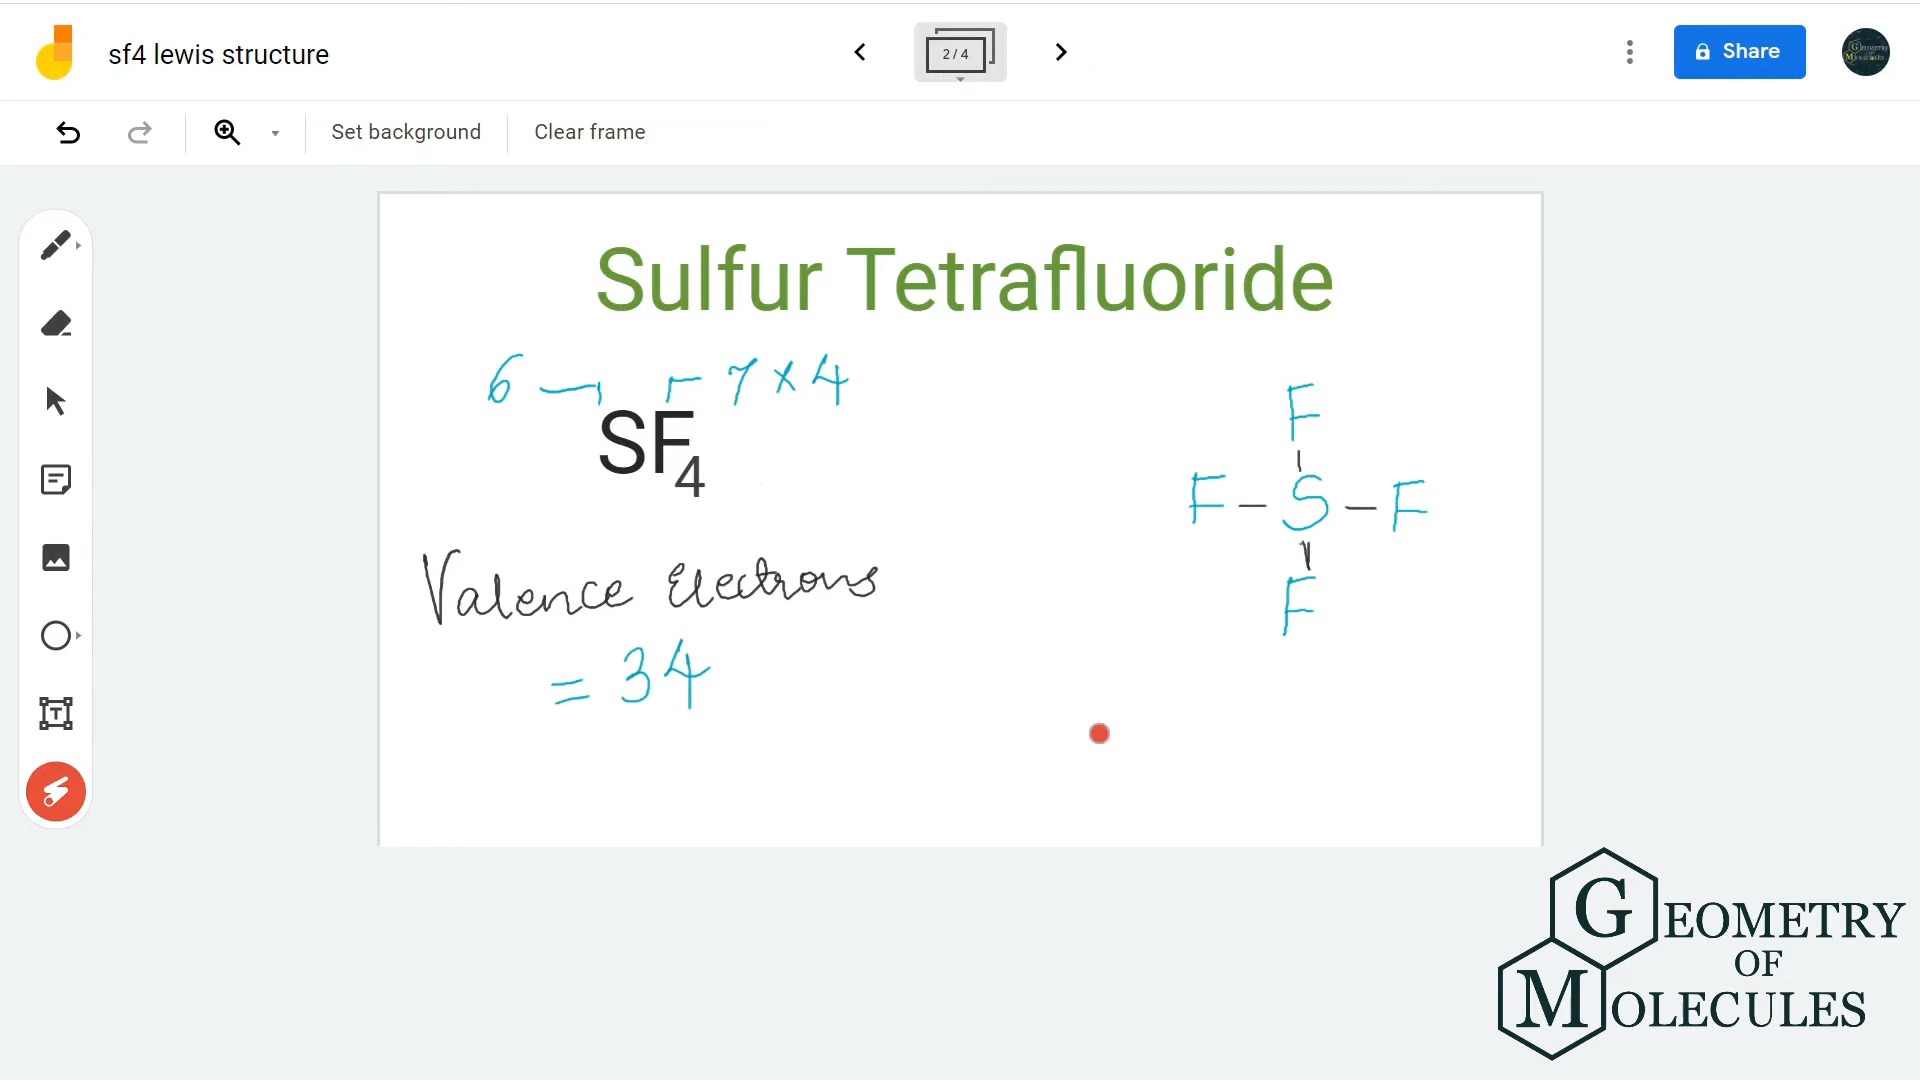 sf4 lewis structure
2 / 4
Share
Set background
Clear frame
Sulfur Tetrafluoride
6 7 × 4
SF4
F
F – S – F
F
Valence Electrons
= 34
GEOMETRY
OF
MOLECULES